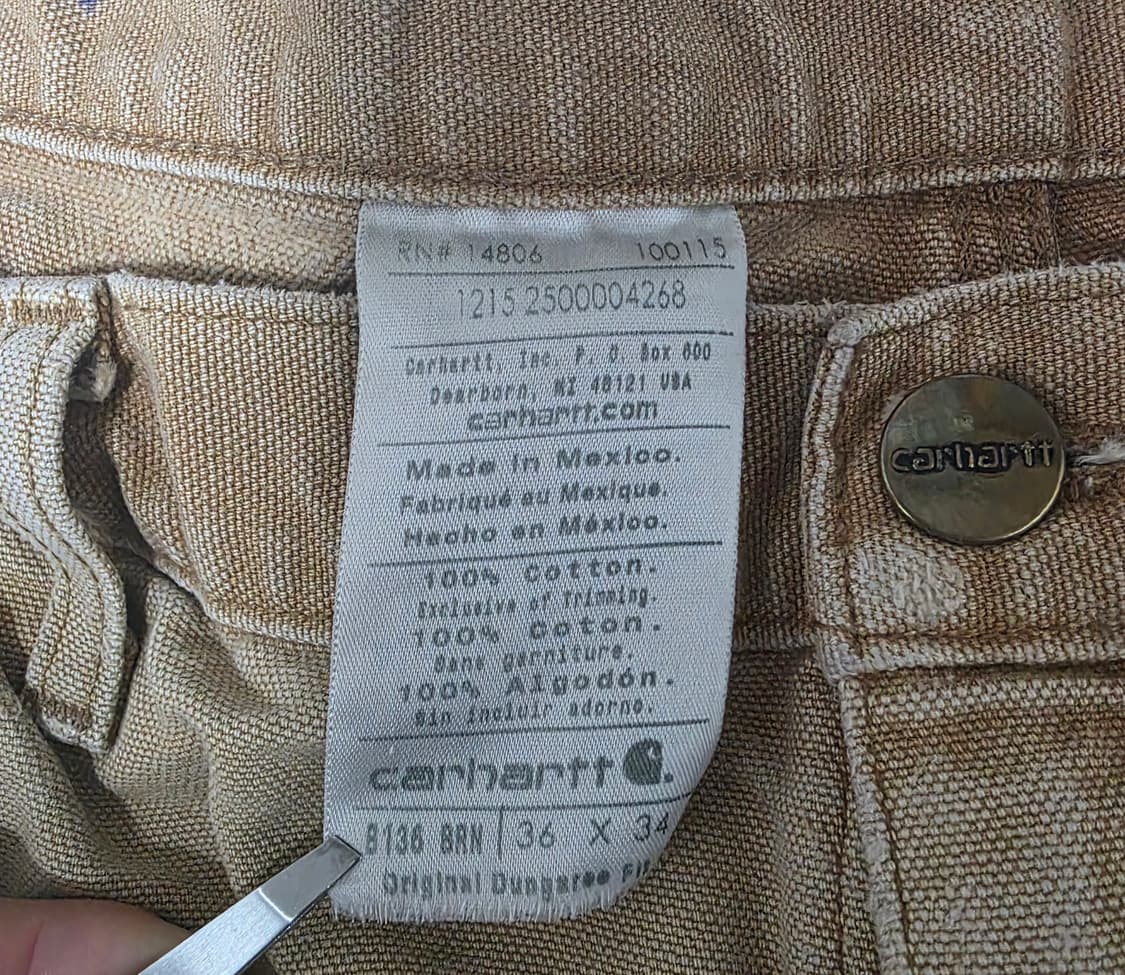 RN# 14806 100115
1215 2500004268
Carhartt, Inc. P. O. Box 600
Dearborn, MI 48121 USA
carhartt.com
Made in Mexico.
Fabriqué au Mexique.
Hecho en México.
100% Cotton.
Exclusive of Trimming.
100% Coton.
Sans garniture.
100% Algodón.
Sin incluir adorno.
carhartt
B136 BRN 36 X 34
Original Dungaree Fit
carhartt